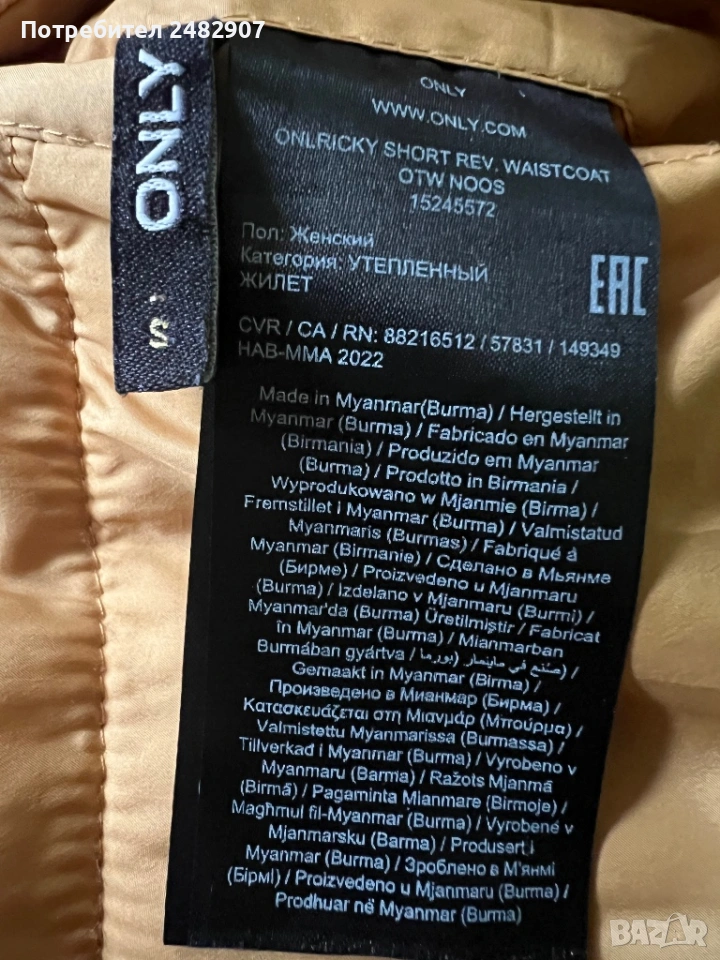 Потребител 2482907
ONLY
S
ONLY
WWW.ONLY.COM
ONLRICKY SHORT REV. WAISTCOAT
OTW NOOS
15245572
Пол: Женский
Категория: УТЕПЛЕННЫЙ
ЖИЛЕТ
EAC
CVR / CA / RN: 88216512 / 57831 / 149349
HAB-MMA 2022
Made in Myanmar(Burma) / Hergestellt in
Myanmar (Burma) / Fabricado en Myanmar
(Birmania) / Produzido em Myanmar
(Burma) / Prodotto in Birmania /
Wyprodukowano w Mjanmie (Birma) /
Fremstillet i Myanmar (Burma) / Valmistatud
Myanmaris (Burmas) / Fabriqué à
Myanmar (Birmanie) / Сделано в Мьянме
(Бирме) / Proizvedeno u Mjanmaru
(Burma) / Izdelano v Mjanmaru (Burmi) /
Myanmar'da (Burma) Üretilmiştir / Fabricat
în Myanmar (Burma) / Mianmarban
Burmában gyártva / صنع في ماينمار (بورما) /
Gemaakt in Myanmar (Birma) /
Произведено в Мианмар (Бирма) /
Κατασκευάζεται στη Μιανμάρ (Μπούρμα) /
Valmistettu Myanmarissa (Burmassa) /
Tillverkad i Myanmar (Burma) / Vyrobeno v
Myanmaru (Barma) / Ražots Mjanmā
(Birmā) / Pagaminta Mianmare (Birmoje) /
Magħmul fil-Myanmar (Burma) / Vyrobené v
Mjanmarsku (Barma) / Produsert i
Myanmar (Burma) / Зроблено в М'янмі
(Бірмі) / Proizvedeno u Mjanmaru (Burma) /
Prodhuar në Myanmar (Burma)
BAZAR